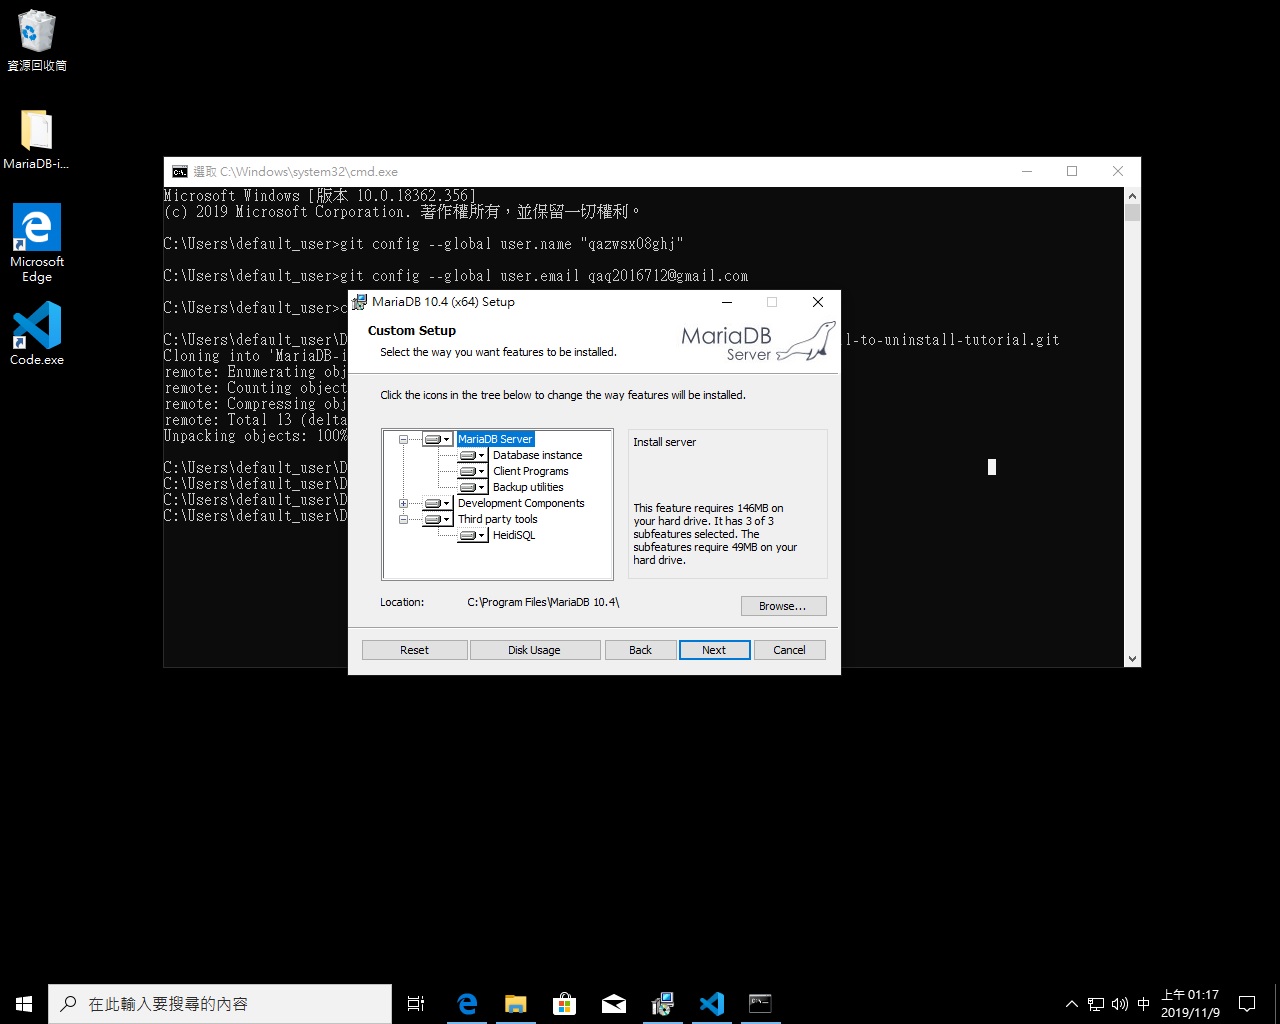 資源回收筒
MariaDB-i...
Microsoft
Edge
Code.exe
選取 C:\Windows\system32\cmd.exe
Microsoft Windows [版本 10.0.18362.356]
(c) 2019 Microsoft Corporation. 著作權所有，並保留一切權利。
C:\Users\default_user>git config --global user.name "qazwsx08ghj"
C:\Users\default_user>git config --global user.email qaq2016712@gmail.com
C:\Users\default_user>c
C:\Users\default_user\D
l-to-uninstall-tutorial.git
Cloning into 'MariaDB-i
remote: Enumerating obj
remote: Counting object
remote: Compressing obj
remote: Total 13 (delta
Unpacking objects: 100%
C:\Users\default_user\D
C:\Users\default_user\D
C:\Users\default_user\D
C:\Users\default_user\D
MariaDB 10.4 (x64) Setup
Custom Setup
Select the way you want features to be installed.
MariaDB
Server
Click the icons in the tree below to change the way features will be installed.
MariaDB Server
Database instance
Client Programs
Backup utilities
Development Components
Third party tools
HeidiSQL
Install server
This feature requires 146MB on
your hard drive. It has 3 of 3
subfeatures selected. The
subfeatures require 49MB on your
hard drive.
Location:
C:\Program Files\MariaDB 10.4\
Browse...
Reset
Disk Usage
Back
Next
Cancel
在此輸入要搜尋的內容
中
上午 01:17
2019/11/9